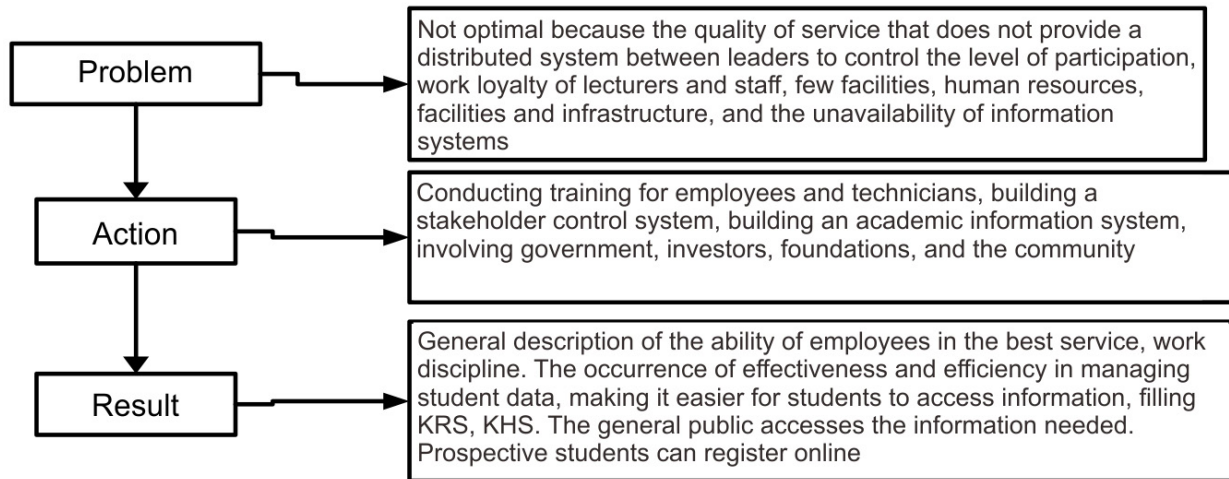 Problem
Not optimal because the quality of service that does not provide a
distributed system between leaders to control the level of participation,
work loyalty of lecturers and staff, few facilities, human resources,
facilities and infrastructure, and the unavailability of information
systems
Action
Conducting training for employees and technicians, building a
stakeholder control system, building an academic information system,
involving government, investors, foundations, and the community
Result
General description of the ability of employees in the best service, work
discipline. The occurrence of effectiveness and efficiency in managing
student data, making it easier for students to access information, filling
KRS, KHS. The general public accesses the information needed.
Prospective students can register online